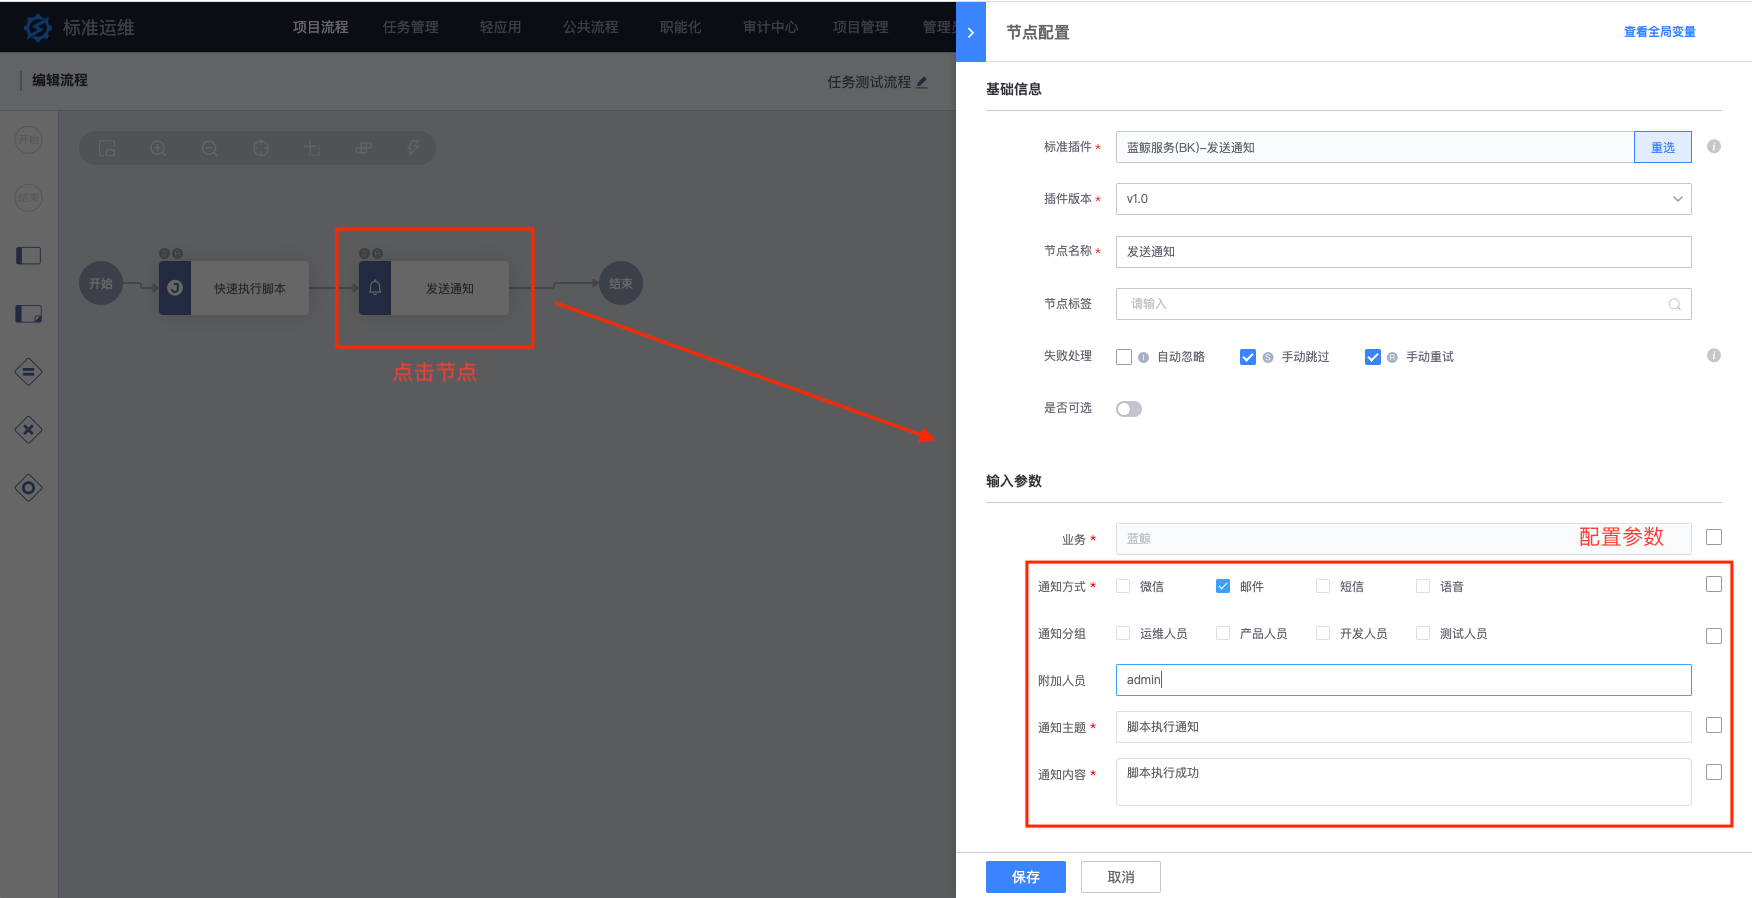 标准运维
项目流程 任务管理 轻应用 公共流程 职能化 审计中心 项目管理
节点配置
查看全局变量
编辑流程
任务测试流程
开始
结束
开始
快速执行脚本
发送通知
结束
点击节点
基础信息
标准插件 * 蓝鲸服务(BK)-发送通知 重选
插件版本 * v1.0
节点名称 * 发送通知
节点标签 请输入
失败处理 I 自动忽略 S 手动跳过 R 手动重试
是否可选
输入参数
业务 * 蓝鲸
配置参数
通知方式 * 微信 邮件 短信 语音
通知分组 运维人员 产品人员 开发人员 测试人员
附加人员 admin
通知主题 * 脚本执行通知
通知内容 * 脚本执行成功
保存 取消